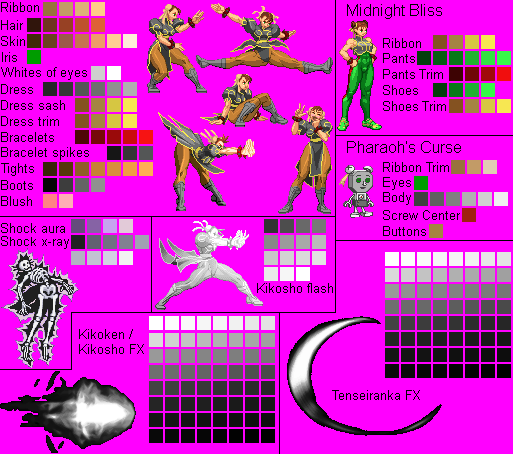 Ribbon
Hair
Skin
Iris
Whites of eyes
Dress
Dress sash
Dress trim
Bracelets
Bracelet spikes
Tights
Boots
Blush
Midnight Bliss
Ribbon
Pants
Pants Trim
Shoes
Shoes Trim
Pharaoh's Curse
Ribbon Trim
Eyes
Body
Screw Center
Buttons
Shock aura
Shock x-ray
Kikosho flash
Kikoken /
Kikosho FX
Tenseiranka FX